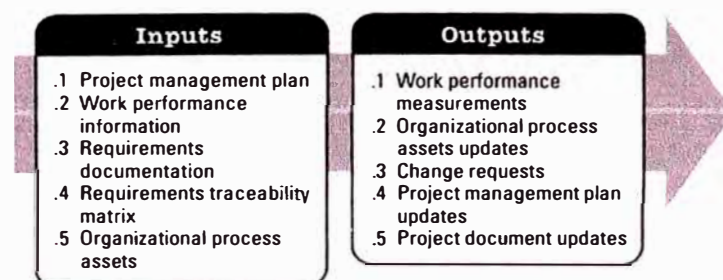 Inputs
.1 Project management plan
.2 Work performance
information
.3 Requirements
documentation
.4 Requirements traceability
matrix
.5 Organizational process
assets
Outputs
.1 Work performance
measurements
.2 Organizational process
assets updates
.3 Change requests
.4 Project management plan
updates
.5 Project document updates